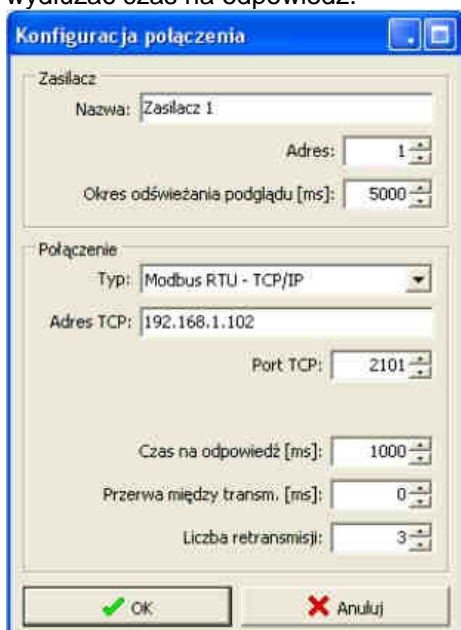 wydłużać czas na odpowiedź.
Konfiguracja połączenia
Zasilacz
Nazwa: Zasilacz 1
Adres: 1
Okres odświeżania podglądu [ms]: 5000
Połączenie
Typ: Modbus RTU - TCP/IP
Adres TCP: 192.168.1.102
Port TCP: 2101
Czas na odpowiedź [ms]: 1000
Przerwa między transm. [ms]: 0
Liczba retransmisji: 3
OK Anuluj